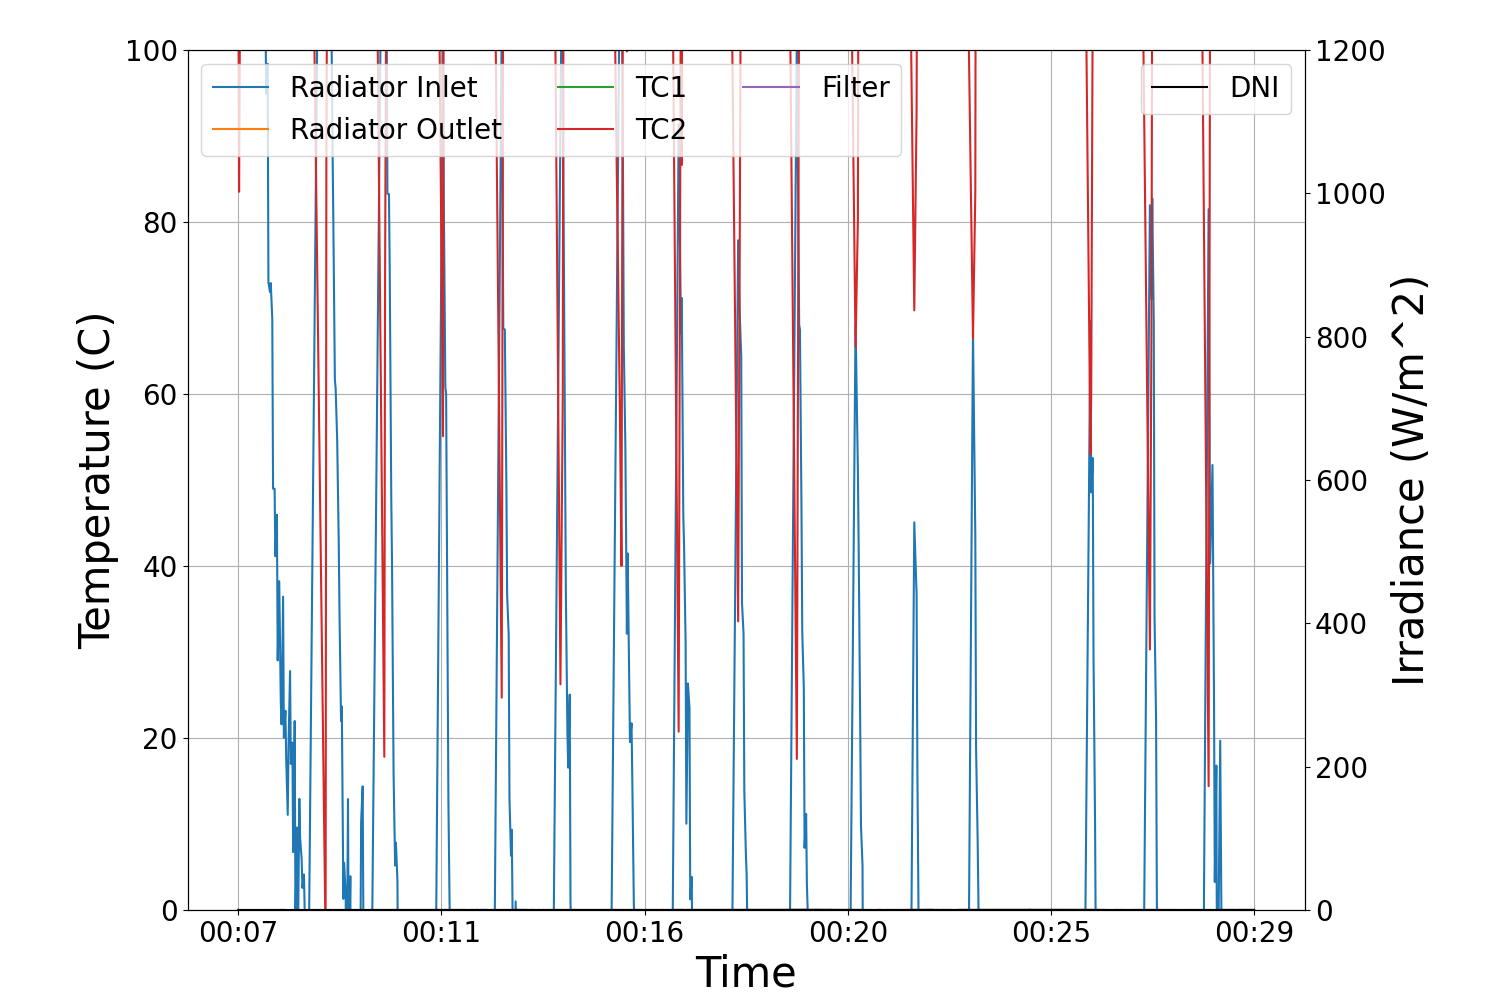 Radiator Inlet
Radiator Outlet
TC1
TC2
Filter
DNI
Temperature (C)
100
80
60
40
20
0
1200
1000
800
600
400
200
0
Irradiance (W/m^2)
00:07 00:11 00:16 00:20 00:25 00:29
Time